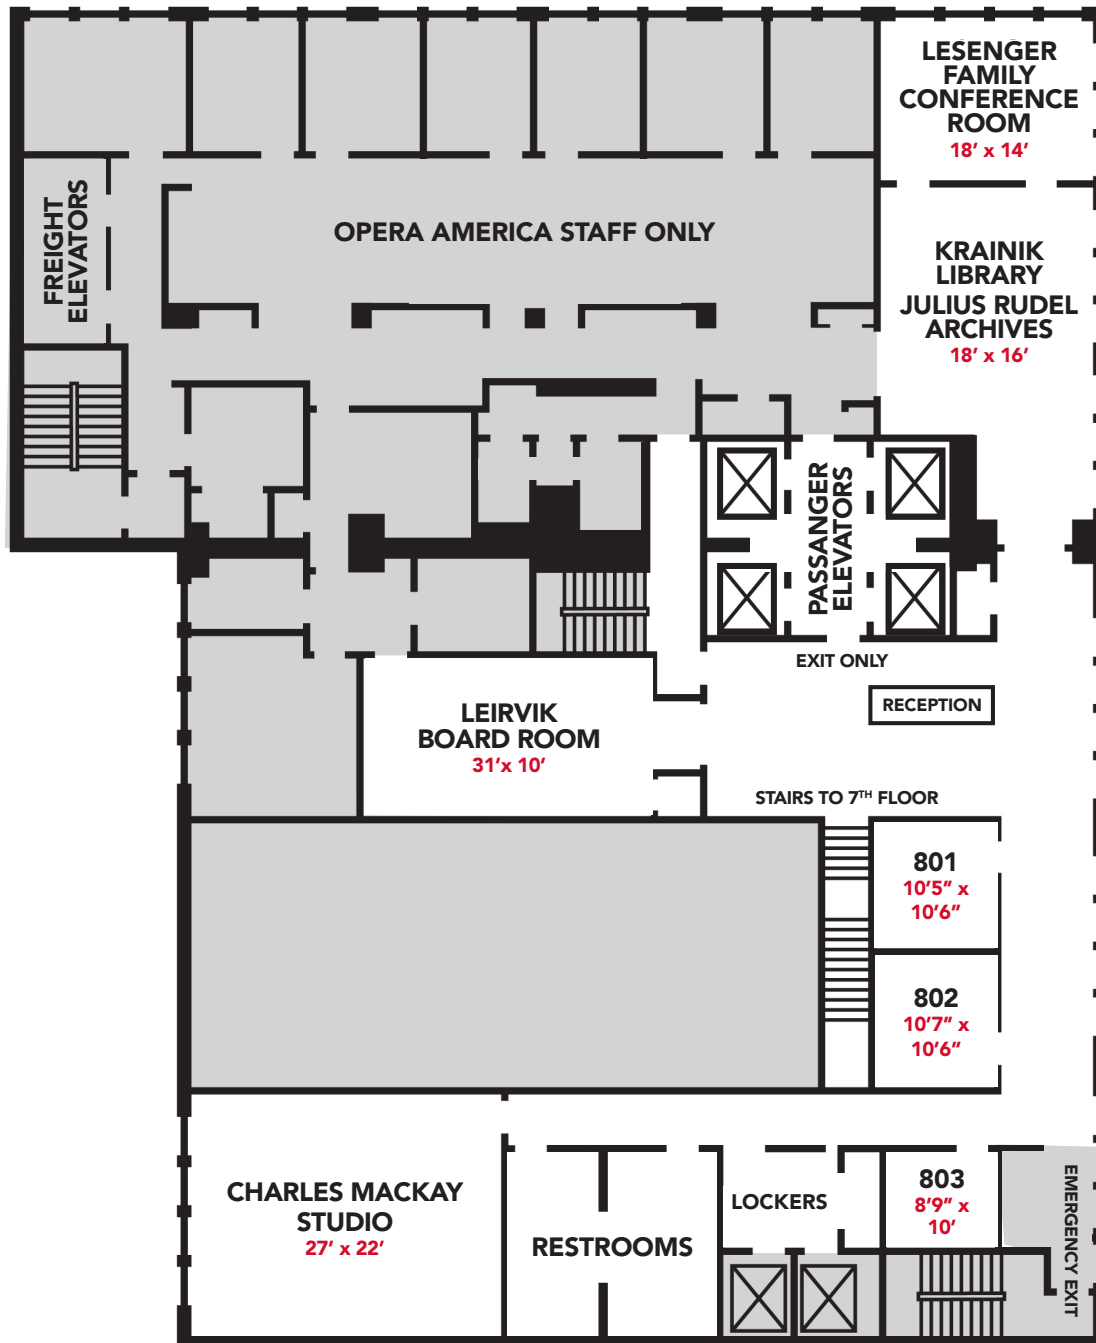 LESENGER
FAMILY
CONFERENCE
ROOM
18’ x 14’
FREIGHT
ELEVATORS
OPERA AMERICA STAFF ONLY
KRAINIK
LIBRARY
JULIUS RUDEL
ARCHIVES
18’ x 16’
PASSANGER
ELEVATORS
EXIT ONLY
RECEPTION
LEIRVIK
BOARD ROOM
31’x 10’
STAIRS TO 7TH FLOOR
801
10’5” x
10’6”
802
10’7” x
10’6”
CHARLES MACKAY
STUDIO
27’ x 22’
RESTROOMS
LOCKERS
803
8’9” x
10’
EMERGENCY EXIT